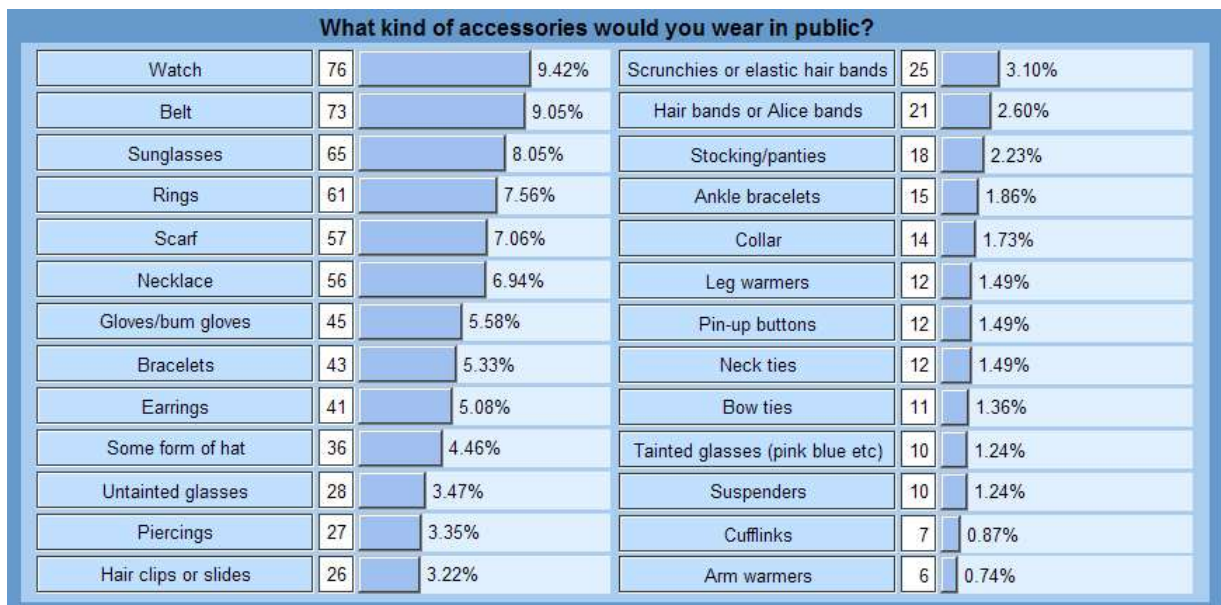 What kind of accessories would you wear in public?
Watch 76 9.42%
Belt 73 9.05%
Sunglasses 65 8.05%
Rings 61 7.56%
Scarf 57 7.06%
Necklace 56 6.94%
Gloves/bum gloves 45 5.58%
Bracelets 43 5.33%
Earrings 41 5.08%
Some form of hat 36 4.46%
Untainted glasses 28 3.47%
Piercings 27 3.35%
Hair clips or slides 26 3.22%
Scrunchies or elastic hair bands 25 3.10%
Hair bands or Alice bands 21 2.60%
Stocking/panties 18 2.23%
Ankle bracelets 15 1.86%
Collar 14 1.73%
Leg warmers 12 1.49%
Pin-up buttons 12 1.49%
Neck ties 12 1.49%
Bow ties 11 1.36%
Tainted glasses (pink blue etc) 10 1.24%
Suspenders 10 1.24%
Cufflinks 7 0.87%
Arm warmers 6 0.74%